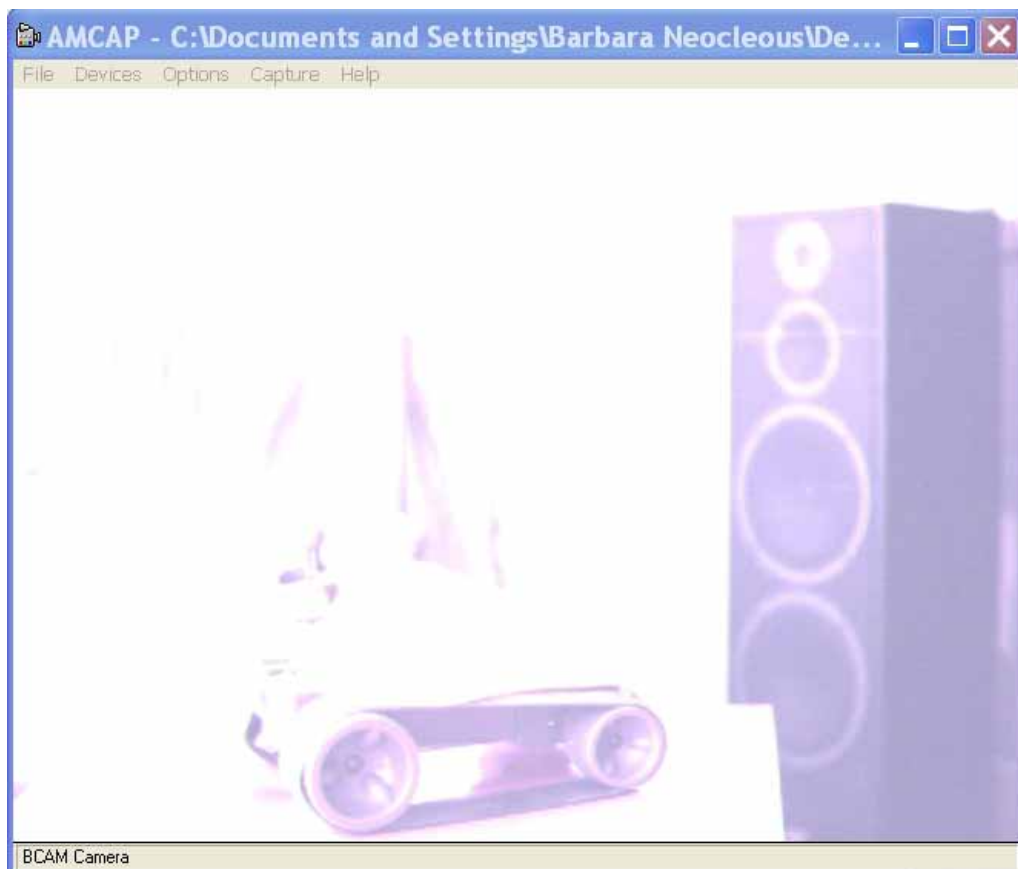 AMCAP - C:\Documents and Settings\Barbara Neocleous\De...
File Devices Options Capture Help
BCAM Camera